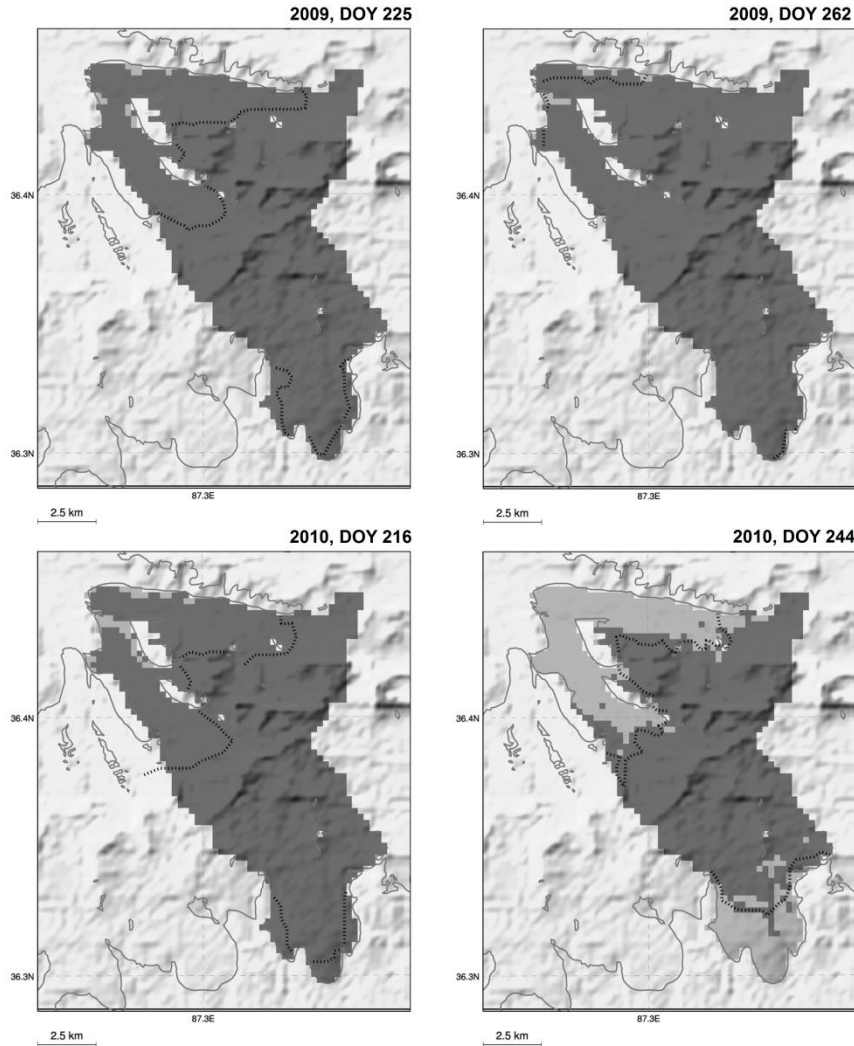 2009, DOY 225
2009, DOY 262
36.4N
36.4N
36.3N
36.3N
87.3E
87.3E
2.5 km
2.5 km
2010, DOY 216
2010, DOY 244
36.4N
36.4N
36.3N
36.3N
87.3E
87.3E
2.5 km
2.5 km